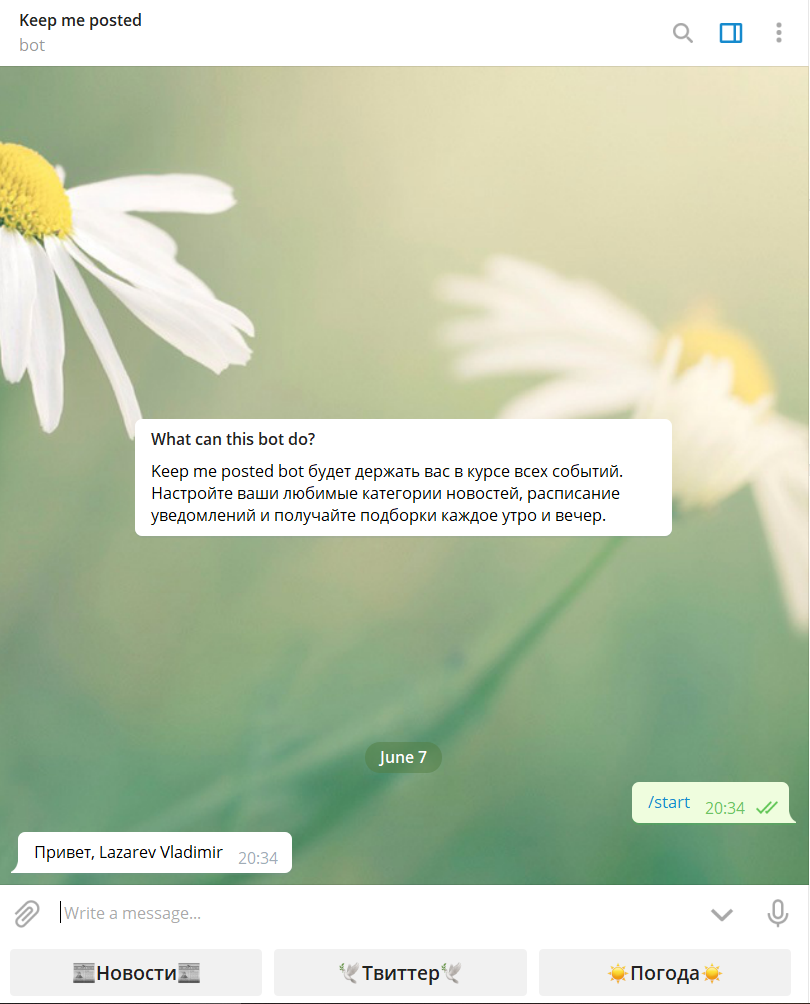 Keep me posted
bot
What can this bot do?
Keep me posted bot будет держать вас в курсе всех событий.
Настройте ваши любимые категории новостей, расписание
уведомлений и получайте подборки каждое утро и вечер.
June 7
/start 20:34
Привет, Lazarev Vladimir 20:34
Write a message...
📰Новости📰 🕊Твиттер🕊 ☀️Погода☀️